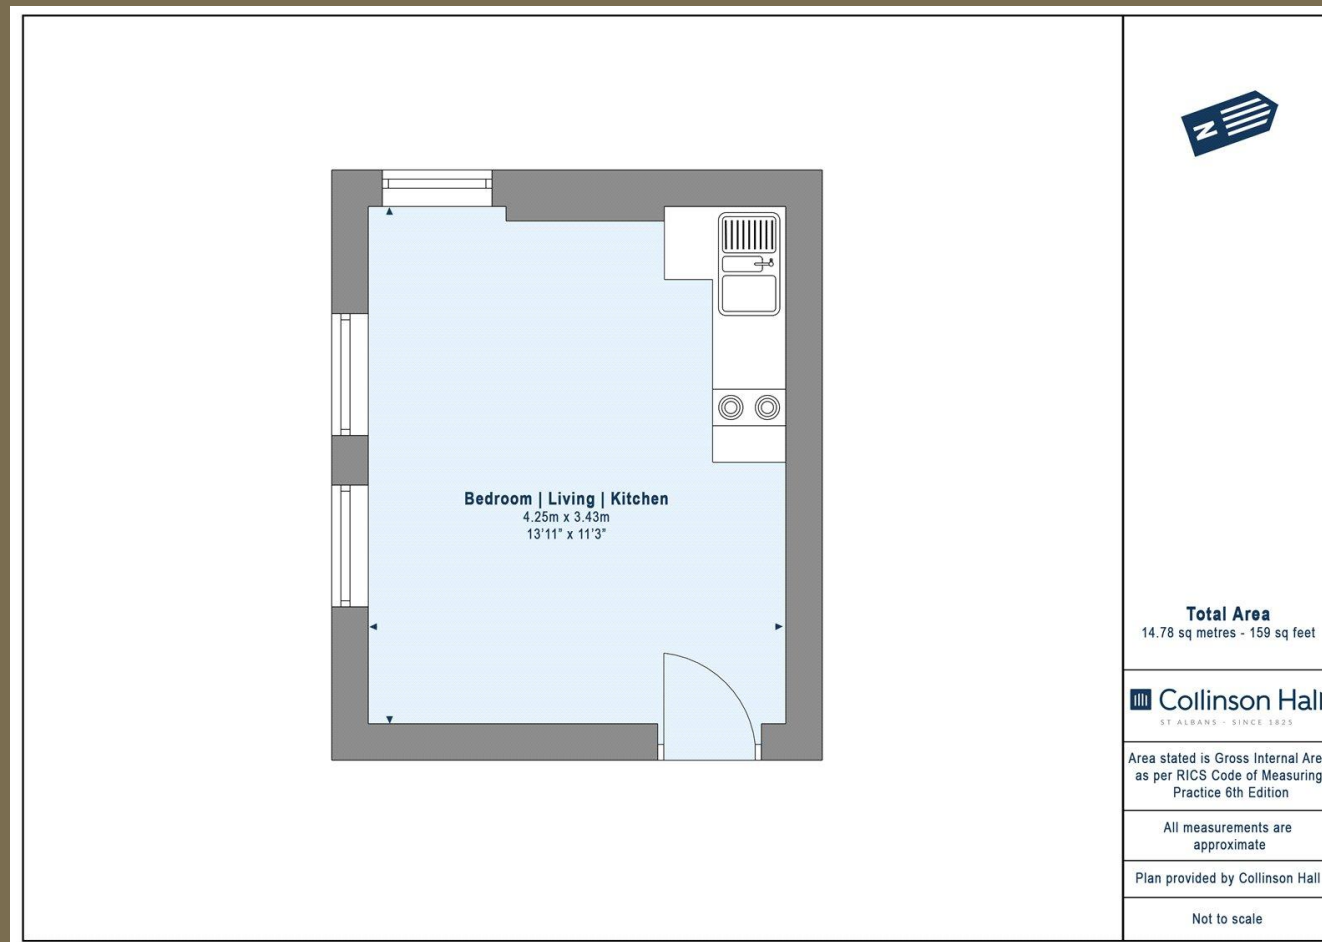 N
Bedroom | Living | Kitchen
4.25m x 3.43m
13'11" x 11'3"
Total Area
14.78 sq metres - 159 sq feet
Collinson Hall
ST ALBANS - SINCE 1825
Area stated is Gross Internal Are
as per RICS Code of Measuring
Practice 6th Edition
All measurements are
approximate
Plan provided by Collinson Hall
Not to scale